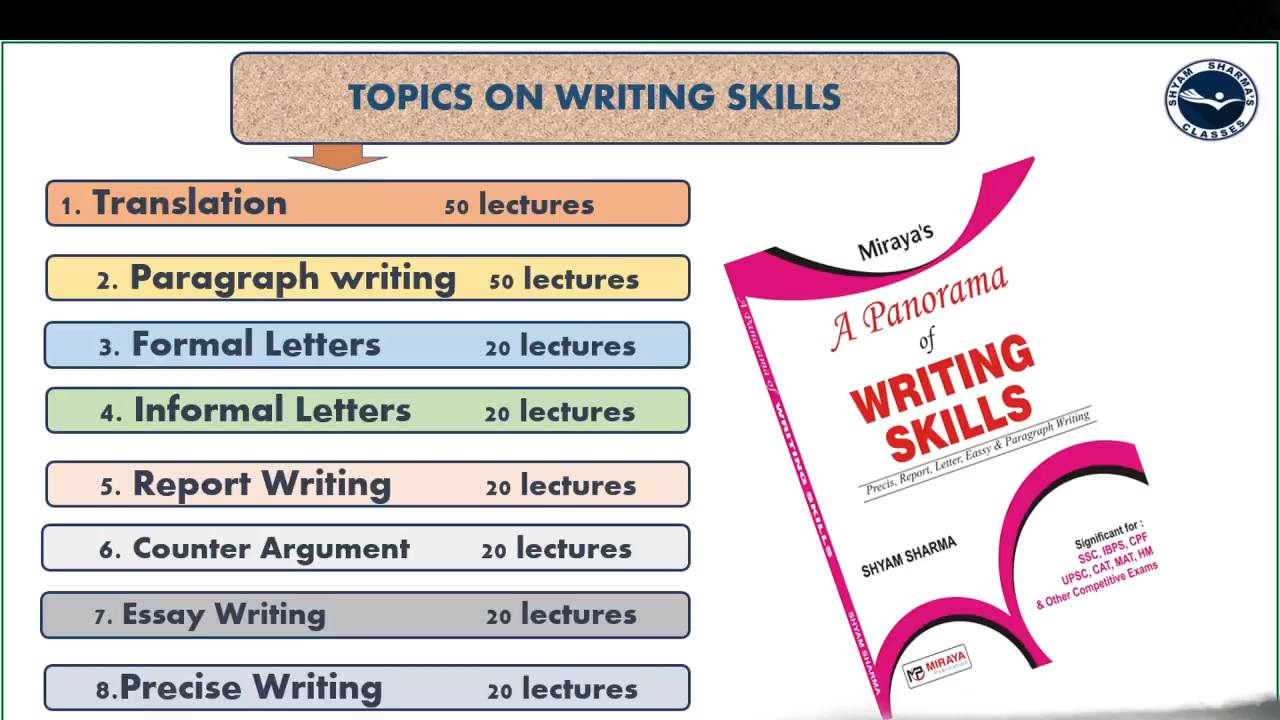 TOPICS ON WRITING SKILLS
SHYAM SHARMA'S
CLASSES
1. Translation 50 lectures
2. Paragraph writing 50 lectures
3. Formal Letters 20 lectures
4. Informal Letters 20 lectures
5. Report Writing 20 lectures
6. Counter Argument 20 lectures
7. Essay Writing 20 lectures
8.Precise Writing 20 lectures
Miraya's
A Panorama
of
WRITING
SKILLS
Precis, Report, Letter, Eassy & Paragraph Writing
SHYAM SHARMA
Significant for :
SSC, IBPS, CPF
UPSC, CAT, MAT, HM
& Other Competitive Exams
MP MIRAYA
Publication
A Panorama of WRITING SKILLS SHYAM SHARMA